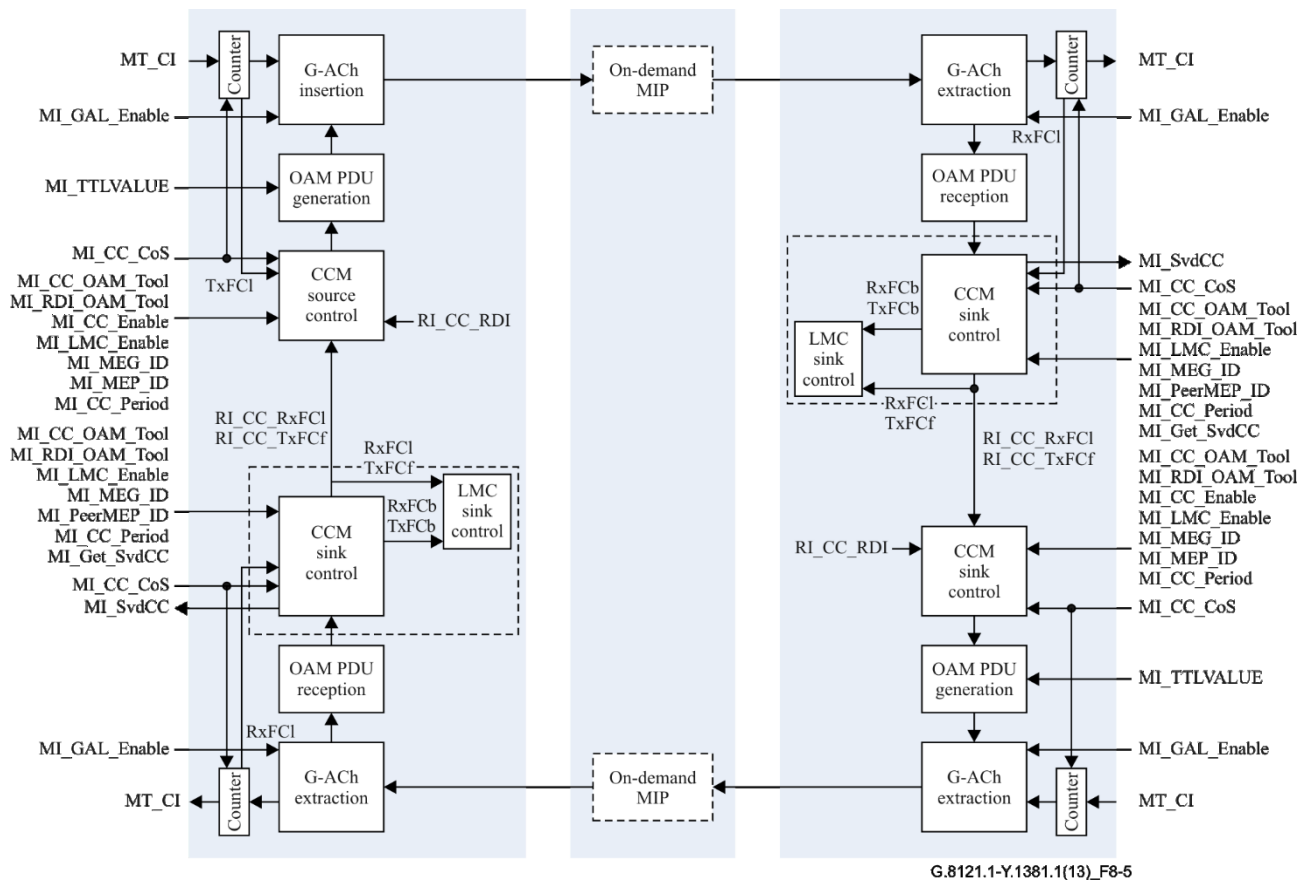 MT_CI
Counter
G-ACh
insertion
MI_GAL_Enable
MI_TTLVALUE
OAM PDU
generation
MI_CC_CoS
TxFCl
MI_CC_OAM_Tool
MI_RDI_OAM_Tool
MI_CC_Enable
MI_LMC_Enable
MI_MEG_ID
MI_MEP_ID
MI_CC_Period
CCM
source
control
RI_CC_RDI
RI_CC_RxFCl
RI_CC_TxFCf
MI_CC_OAM_Tool
MI_RDI_OAM_Tool
MI_LMC_Enable
MI_MEG_ID
MI_PeerMEP_ID
MI_CC_Period
MI_Get_SvdCC
MI_CC_CoS
MI_SvdCC
RxFCl
TxFCf
RxFCb
TxFCb
LMC
sink
control
CCM
sink
control
OAM PDU
reception
RxFCl
MI_GAL_Enable
MT_CI
Counter
G-ACh
extraction
On-demand
MIP
On-demand
MIP
G-ACh
extraction
Counter
MT_CI
MI_GAL_Enable
RxFCl
OAM PDU
reception
CCM
sink
control
RxFCb
TxFCb
LMC
sink
control
RxFCl
TxFCf
MI_SvdCC
MI_CC_CoS
MI_CC_OAM_Tool
MI_RDI_OAM_Tool
MI_LMC_Enable
MI_MEG_ID
MI_PeerMEP_ID
MI_CC_Period
MI_Get_SvdCC
RI_CC_RxFCl
RI_CC_TxFCf
MI_CC_OAM_Tool
MI_RDI_OAM_Tool
MI_CC_Enable
MI_LMC_Enable
MI_MEG_ID
MI_MEP_ID
MI_CC_Period
RI_CC_RDI
CCM
sink
control
MI_CC_CoS
OAM PDU
generation
MI_TTLVALUE
MI_GAL_Enable
G-ACh
extraction
Counter
MT_CI
G.8121.1-Y.1381.1(13)_F8-5